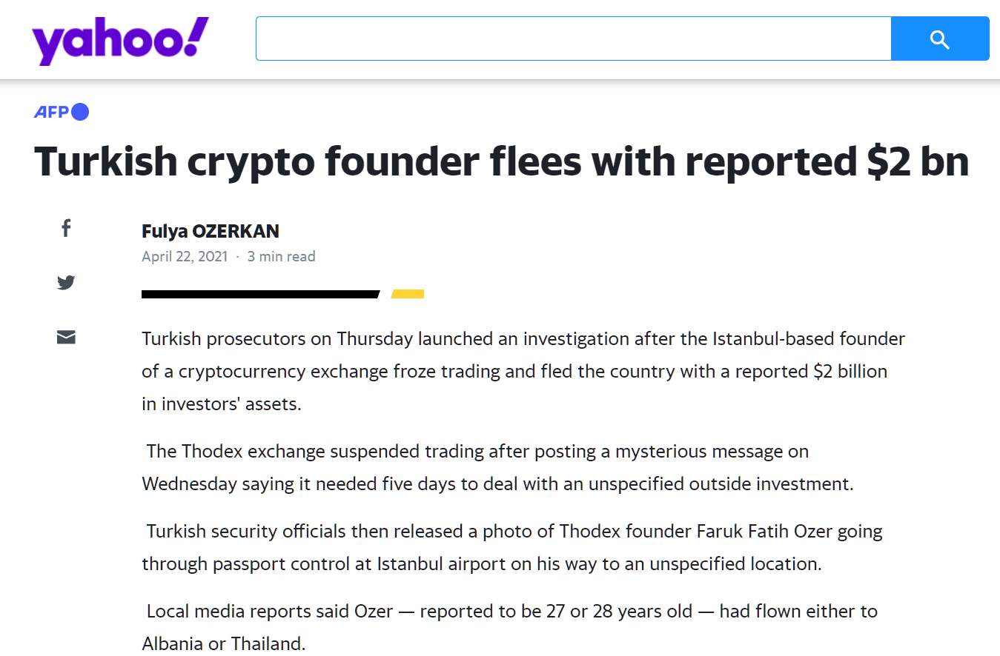 yahoo!
AFP
Turkish crypto founder flees with reported $2 bn
Fulya OZERKAN
April 22, 2021 · 3 min read
Turkish prosecutors on Thursday launched an investigation after the Istanbul-based founder
of a cryptocurrency exchange froze trading and fled the country with a reported $2 billion
in investors' assets.
The Thodex exchange suspended trading after posting a mysterious message on
Wednesday saying it needed five days to deal with an unspecified outside investment.
Turkish security officials then released a photo of Thodex founder Faruk Fatih Ozer going
through passport control at Istanbul airport on his way to an unspecified location.
Local media reports said Ozer — reported to be 27 or 28 years old — had flown either to
Albania or Thailand.